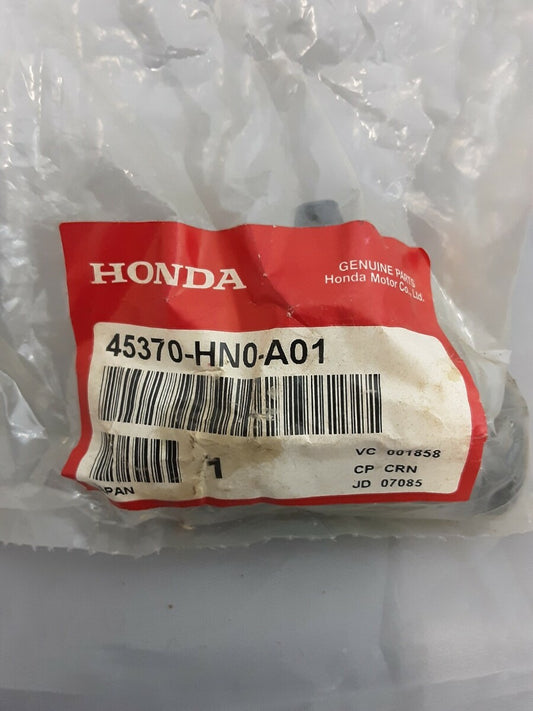 HONDA
GENUINE PARTS
Honda Motor Co., Ltd.
45370-HN0-A01
1
VC 001858
CP CRN
JD 07085
PAN